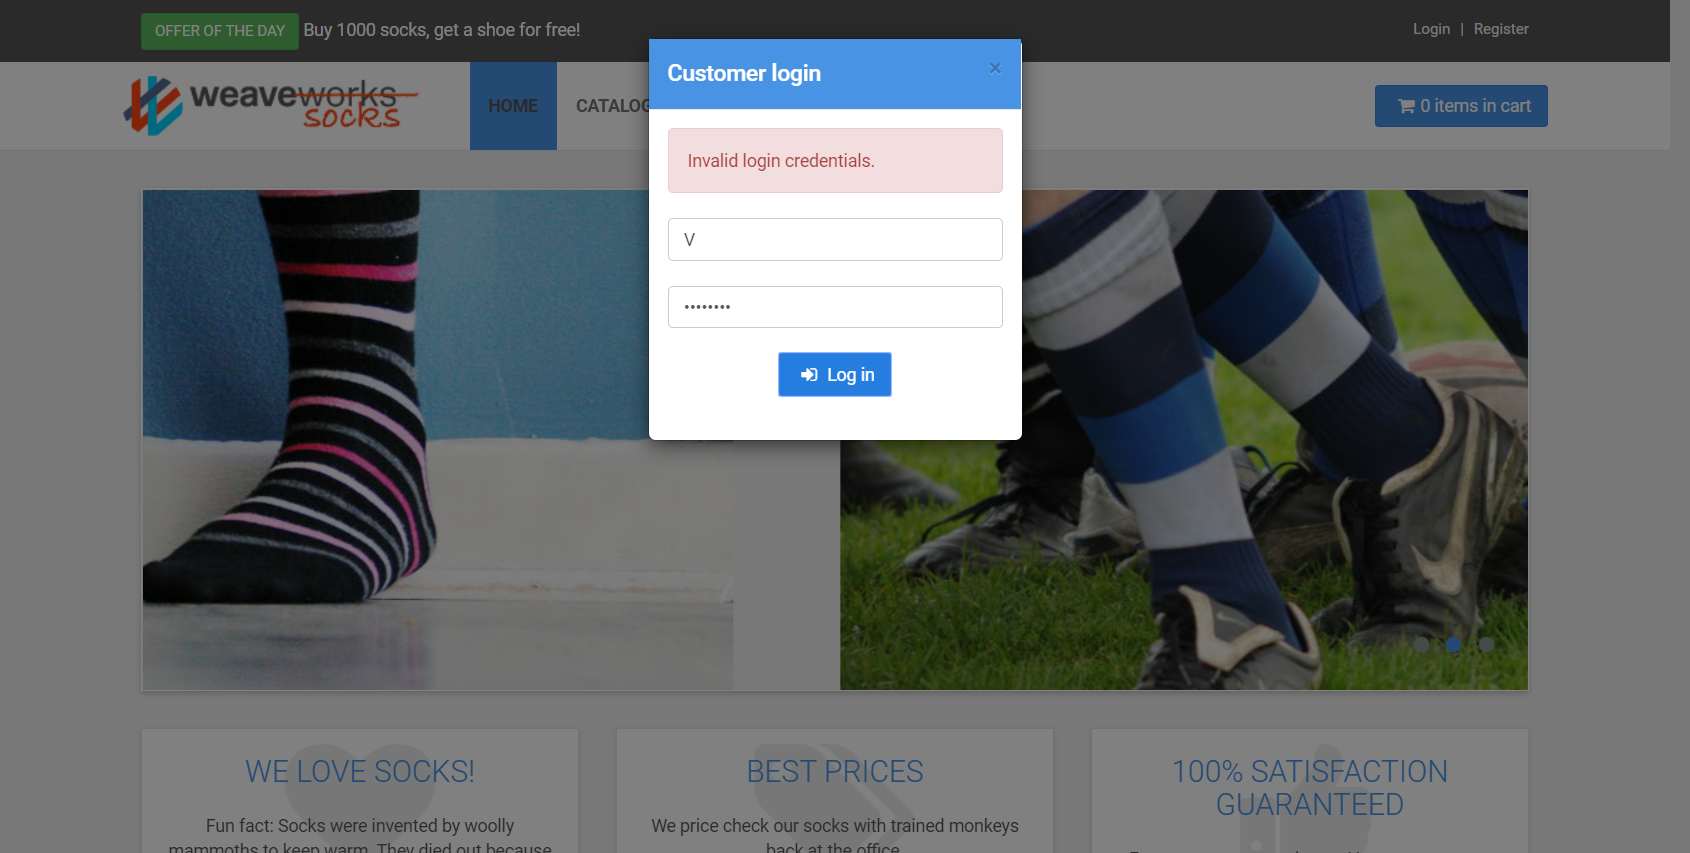 OFFER OF THE DAY Buy 1000 socks, get a shoe for free!
Login | Register
Customer login ×
weaveworks
socks
HOME
CATALOG
0 items in cart
Invalid login credentials.
V
••••••••
Log in
WE LOVE SOCKS!
Fun fact: Socks were invented by woolly
mammoths to keep warm. They died out because
BEST PRICES
We price check our socks with trained monkeys
back at the office
100% SATISFACTION
GUARANTEED